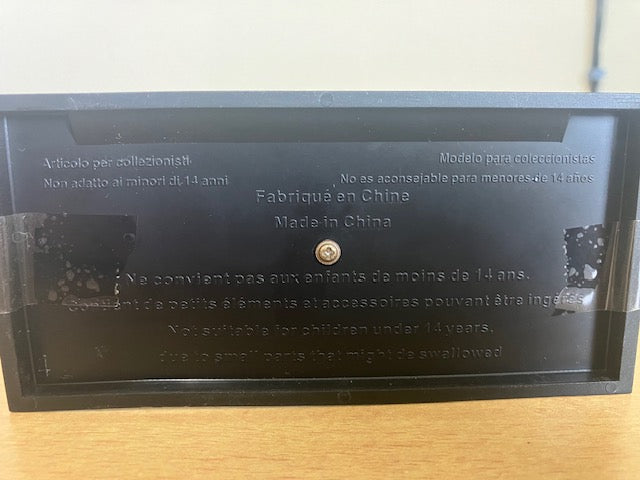 Articolo per collezionisti
Non adatto ai minori di 14 anni
Modelo para coleccionistas
No es aconsejable para menores de 14 años
Fabriqué en Chine
Made in China
Ne convient pas aux enfants de moins de 14 ans.
Contient de petits éléments et accessoires pouvant être ingérés
Not suitable for children under 14 years.
due to small parts that might de swallowed